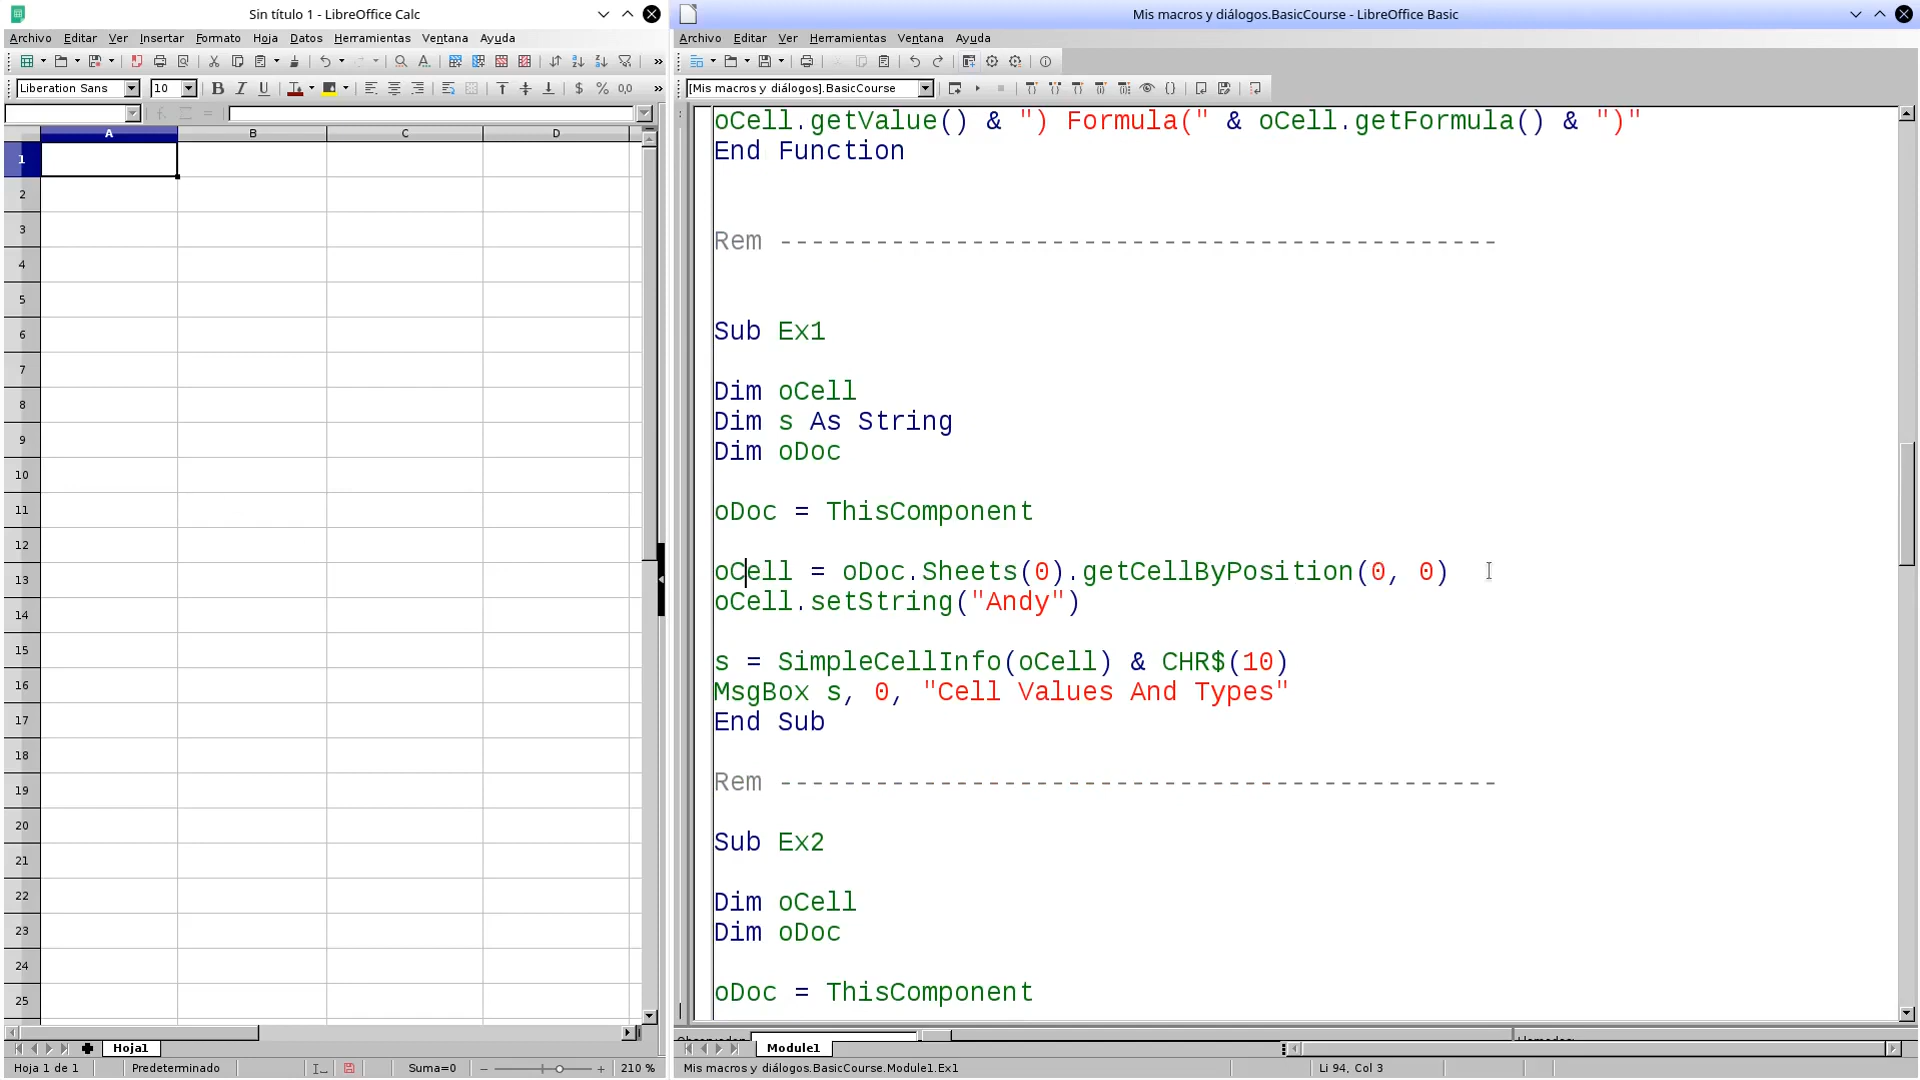 Sin título 1 - LibreOffice Calc
Archivo Editar Ver Insertar Formato Hoja Datos Herramientas Ventana Ayuda
Liberation Sans 10
A B C D
1
2
3
4
5
6
7
8
9
10
11
12
13
14
15
16
17
18
19
20
21
22
23
24
25
Hoja1
Hoja 1 de 1 Predeterminado Suma=0 210 %
Mis macros y diálogos.BasicCourse - LibreOffice Basic
Archivo Editar Ver Herramientas Ventana Ayuda
[Mis macros y diálogos].BasicCourse
oCell.getValue() & ") Formula(" & oCell.getFormula() & ")"
End Function
Rem ---------------------------------------------
Sub Ex1
Dim oCell
Dim s As String
Dim oDoc
oDoc = ThisComponent
oCell = oDoc.Sheets(0).getCellByPosition(0, 0)
oCell.setString("Andy")
s = SimpleCellInfo(oCell) & CHR$(10)
MsgBox s, 0, "Cell Values And Types"
End Sub
Rem ---------------------------------------------
Sub Ex2
Dim oCell
Dim oDoc
oDoc = ThisComponent
Module1
Mis macros y diálogos.BasicCourse.Module1.Ex1 Li 94, Col 3